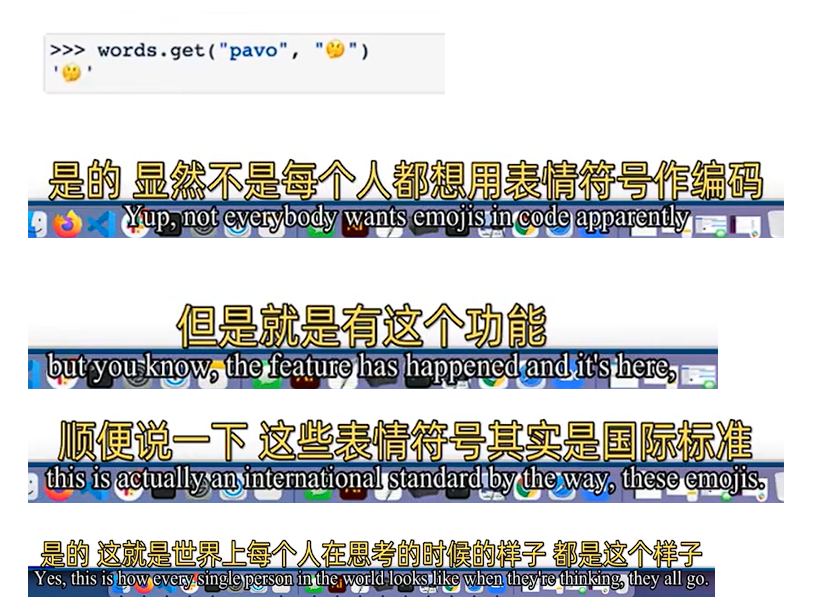 >>> words.get("pavo", "🤔")
'🤔'
是的 显然不是每个人都想用表情符号作编码
Yup, not everybody wants emojis in code apparently
但是就是有这个功能
but you know, the feature has happened and it's here,
顺便说一下 这些表情符号其实是国际标准
this is actually an international standard by the way, these emojis.
是的 这就是世界上每个人在思考的时候的样子 都是这个样子
Yes, this is how every single person in the world looks like when they're thinking, they all go.